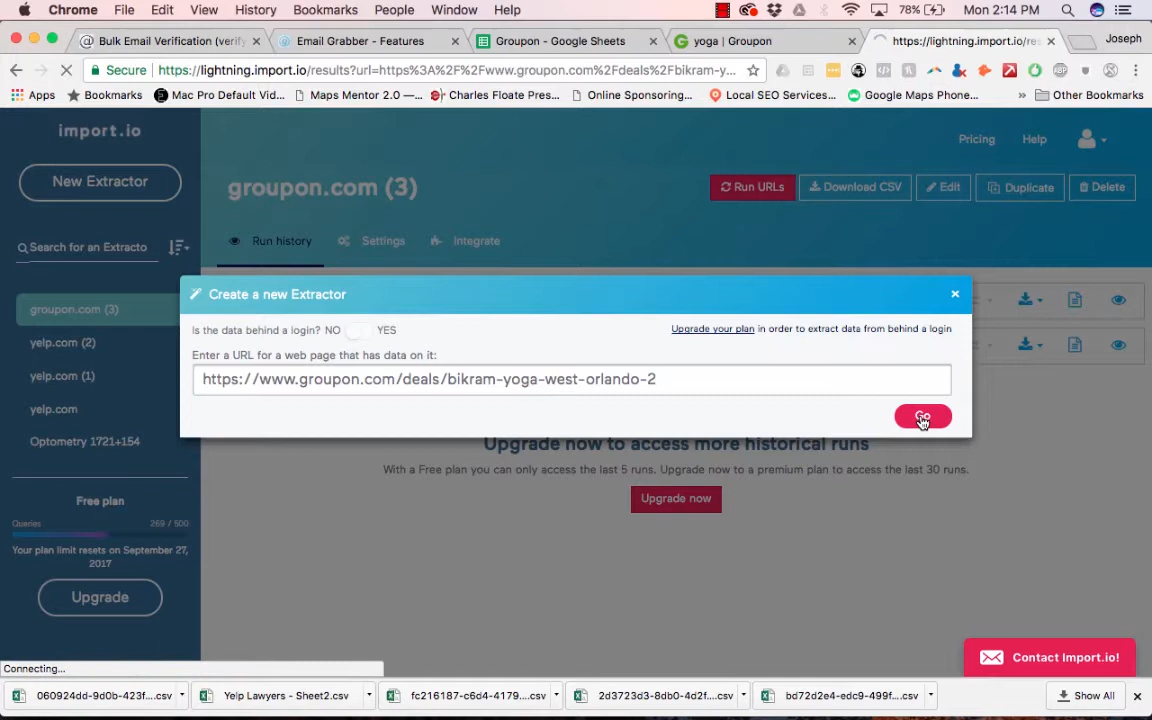 Chrome File Edit View History Bookmarks People Window Help 78% Mon 2:14 PM
Bulk Email Verification (verify Email Grabber - Features Groupon - Google Sheets yoga | Groupon https://lightning.import.io/res Joseph
Secure https://lightning.import.io/results?url=https%3A%2F%2Fwww.groupon.com%2Fdeals%2Fbikram-y...
Apps Bookmarks Mac Pro Default Vid... Maps Mentor 2.0 —... Charles Floate Pres... Online Sponsoring... Local SEO Services... Google Maps Phone... » Other Bookmarks
import.io
Pricing Help
New Extractor
groupon.com (3)
Run URLs Download CSV Edit Duplicate Delete
Search for an Extracto
Run history Settings Integrate
Create a new Extractor
groupon.com (3)
Is the data behind a login? NO YES
Upgrade your plan in order to extract data from behind a login
yelp.com (2)
Enter a URL for a web page that has data on it:
yelp.com (1)
https://www.groupon.com/deals/bikram-yoga-west-orlando-2
yelp.com
Go
Optometry 1721+154
Upgrade now to access more historical runs
With a Free plan you can only access the last 5 runs. Upgrade now to a premium plan to access the last 30 runs.
Upgrade now
Free plan
Queries 269 / 500
Your plan limit resets on September 27,
2017
Upgrade
Contact Import.io!
Connecting...
060924dd-9d0b-423f....csv Yelp Lawyers - Sheet2.csv fc216187-c6d4-4179....csv 2d3723d3-8db0-4d2f....csv bd72d2e4-edc9-499f....csv Show All